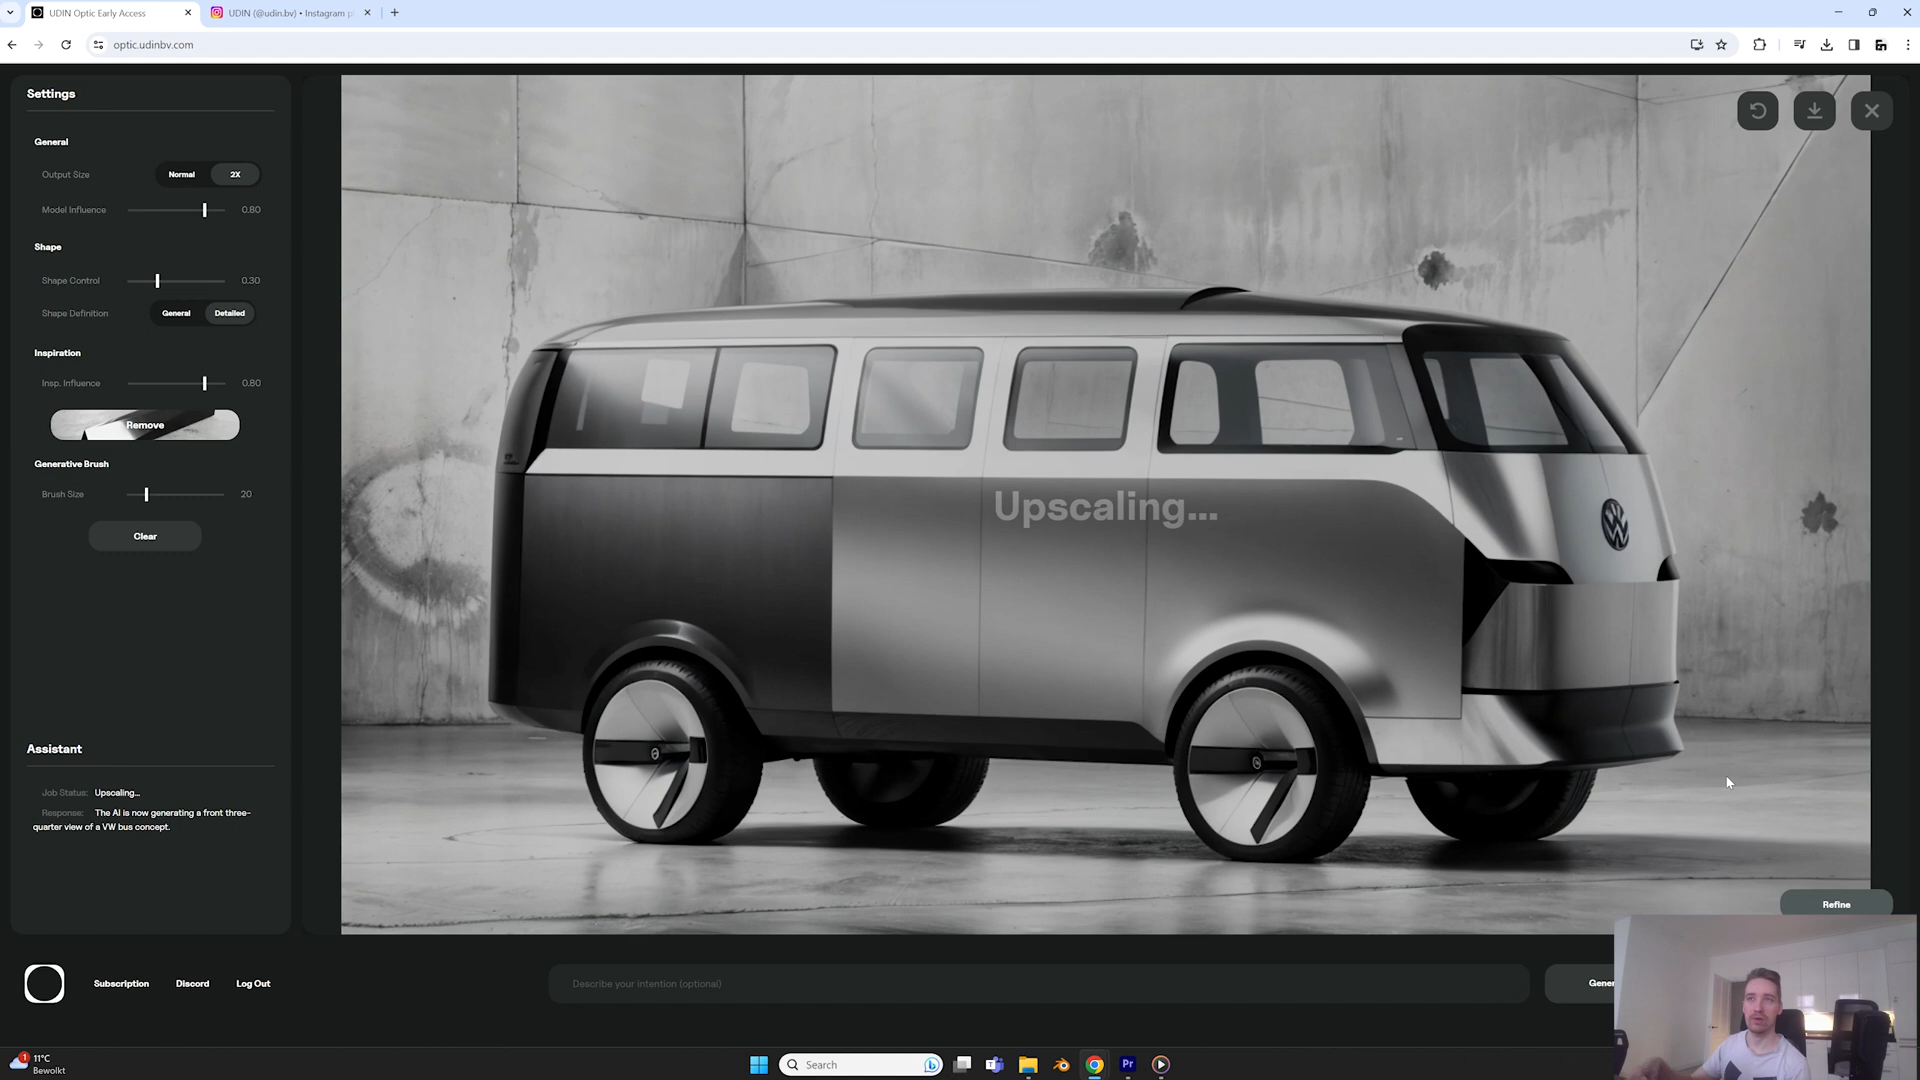 UDIN Optic Early Access
UDIN (@udin.bv) • Instagram
optic.udinbv.com
Settings
General
Output Size
Normal
2X
Model Influence
0.80
Shape
Shape Control
0.30
Shape Definition
General
Detailed
Inspiration
Insp. Influence
0.80
Remove
Generative Brush
Brush Size
20
Clear
Upscaling...
Assistant
Job Status: Upscaling...
Response: The AI is now generating a front three-
quarter view of a VW bus concept.
Refine
Subscription
Discord
Log Out
Describe your intention (optional)
1
11°C
Bewolkt
Search
Pr